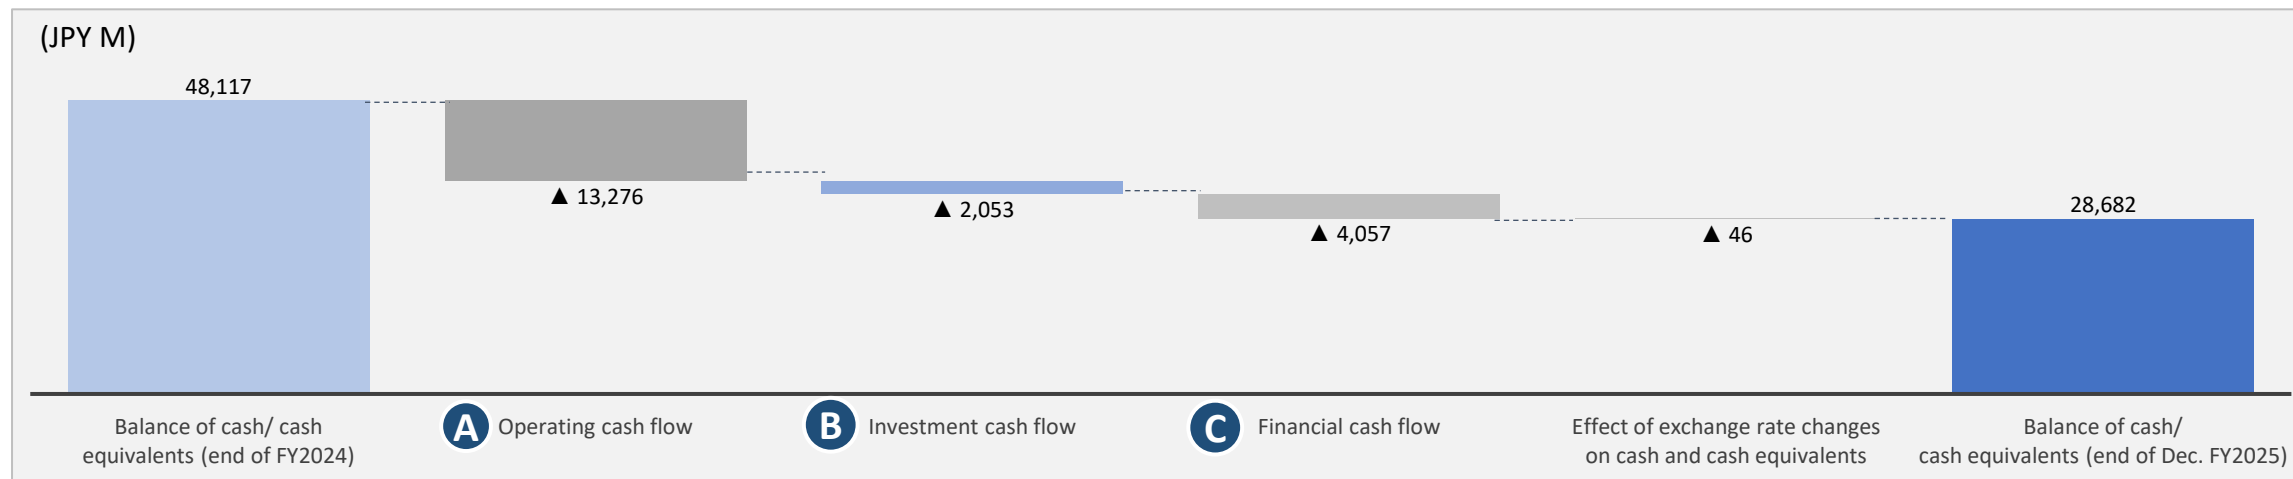 (JPY M)
48,117
▲ 13,276
▲ 2,053
▲ 4,057
▲ 46
28,682
Balance of cash/ cash
equivalents (end of FY2024)
A Operating cash flow
B Investment cash flow
C Financial cash flow
Effect of exchange rate changes
on cash and cash equivalents
Balance of cash/
cash equivalents (end of Dec. FY2025)